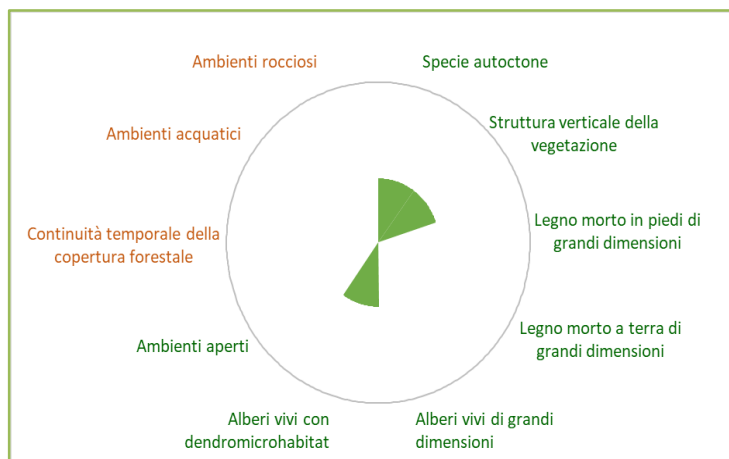 Ambienti rocciosi
Specie autoctone
Ambienti acquatici
Struttura verticale della
vegetazione
Continuità temporale della
copertura forestale
Legno morto in piedi di
grandi dimensioni
Ambienti aperti
Legno morto a terra di
grandi dimensioni
Alberi vivi con
dendromicrohabitat
Alberi vivi di grandi
dimensioni